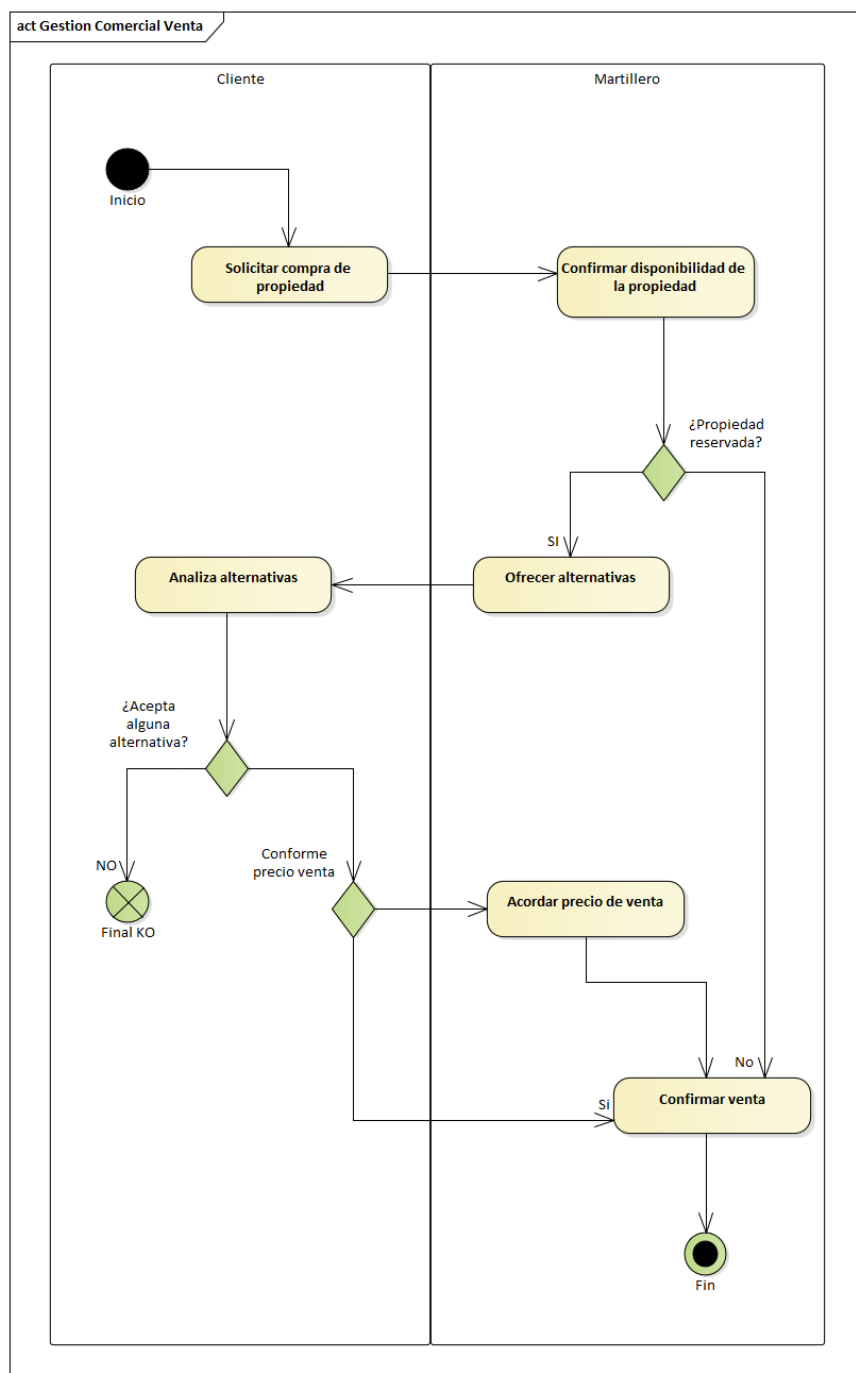 act Gestion Comercial Venta
Cliente
Martillero
Inicio
Solicitar compra de
propiedad
Confirmar disponibilidad de
la propiedad
¿Propiedad
reservada?
SI
Analiza alternativas
Ofrecer alternativas
¿Acepta
alguna
alternativa?
NO
Conforme
precio venta
Final KO
Acordar precio de venta
No
Si
Confirmar venta
Fin